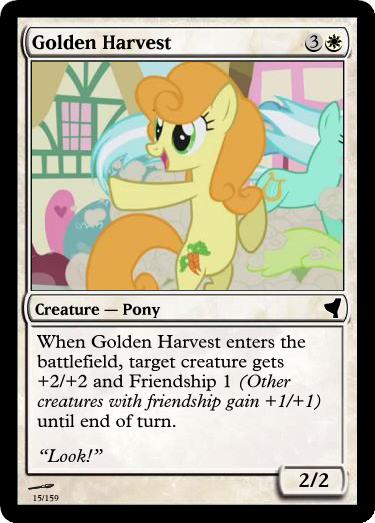 Golden Harvest 3
Creature — Pony
When Golden Harvest enters the
battlefield, target creature gets
+2/+2 and Friendship 1 (Other
creatures with friendship gain +1/+1)
until end of turn.
“Look!”
2/2
15/159